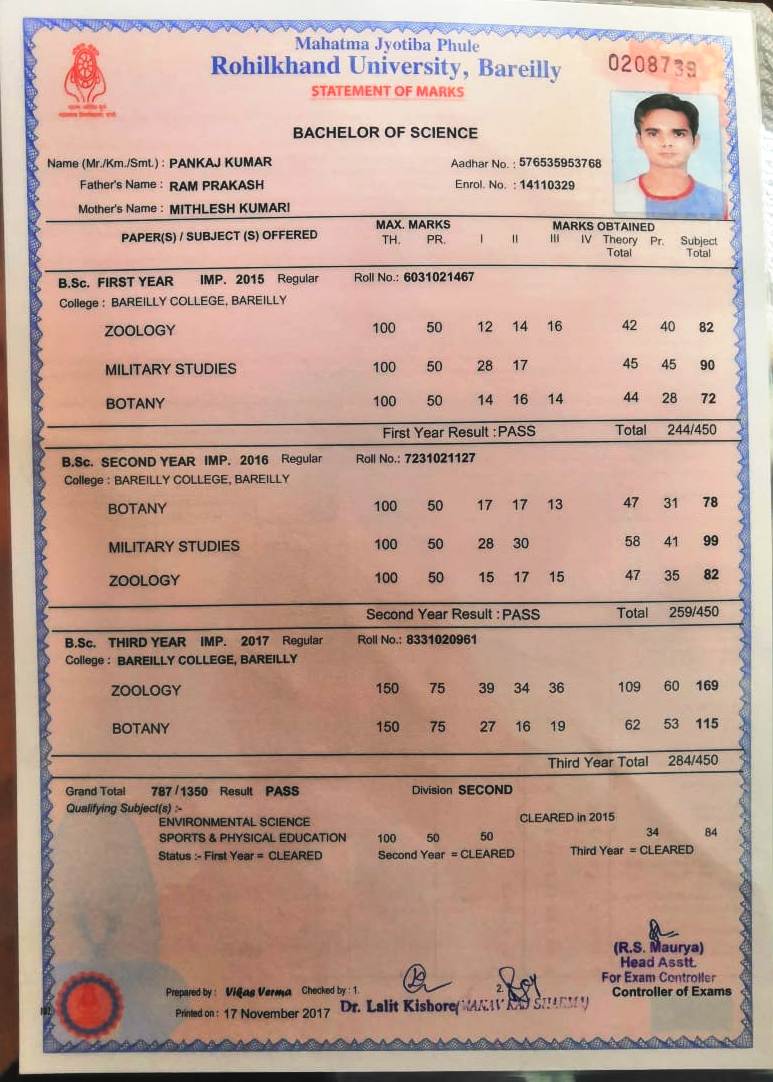 Mahatma Jyotiba Phule
Rohilkhand University, Bareilly
0208739
STATEMENT OF MARKS
BACHELOR OF SCIENCE
Name (Mr./Km./Smt.) : PANKAJ KUMAR Aadhar No. : 576535953768
Father's Name : RAM PRAKASH Enrol. No. : 14110329
Mother's Name : MITHLESH KUMARI
PAPER(S) / SUBJECT (S) OFFERED MAX. MARKS MARKS OBTAINED
TH. PR. I II III IV Theory Total Pr. Subject Total
B.Sc. FIRST YEAR IMP. 2015 Regular Roll No.: 6031021467
College : BAREILLY COLLEGE, BAREILLY
ZOOLOGY 100 50 12 14 16 42 40 82
MILITARY STUDIES 100 50 28 17 45 45 90
BOTANY 100 50 14 16 14 44 28 72
First Year Result :PASS Total 244/450
B.Sc. SECOND YEAR IMP. 2016 Regular Roll No.: 7231021127
College : BAREILLY COLLEGE, BAREILLY
BOTANY 100 50 17 17 13 47 31 78
MILITARY STUDIES 100 50 28 30 58 41 99
ZOOLOGY 100 50 15 17 15 47 35 82
Second Year Result :PASS Total 259/450
B.Sc. THIRD YEAR IMP. 2017 Regular Roll No.: 8331020961
College : BAREILLY COLLEGE, BAREILLY
ZOOLOGY 150 75 39 34 36 109 60 169
BOTANY 150 75 27 16 19 62 53 115
Third Year Total 284/450
Grand Total 787/1350 Result PASS Division SECOND
Qualifying Subject(s) :-
ENVIRONMENTAL SCIENCE CLEARED in 2015
SPORTS & PHYSICAL EDUCATION 100 50 50 34 84
Status :- First Year = CLEARED Second Year = CLEARED Third Year = CLEARED
(R.S. Maurya)
Head Asstt.
For Exam Controller
Prepared by : Vikas Verma Checked by : 1. 2. Controller of Exams
Dr. Lalit Kishore
Printed on : 17 November 2017